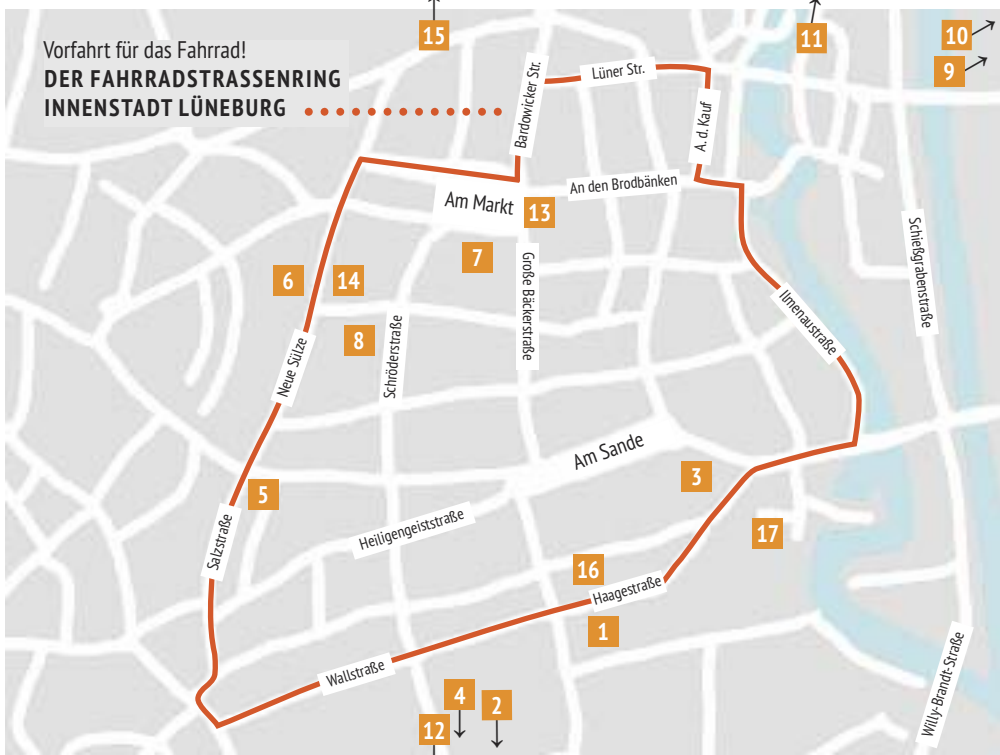 Vorfahrt für das Fahrrad!
DER FAHRRADSTRASSENRING
INNENSTADT LÜNEBURG
15
11
10
9
Lüner Str.
Bardowicker Str.
A. d. Kauf
An den Brodbänken
Am Markt
13
7
Schießgrabenstraße
6
14
Große Bäckerstraße
Ilmenaustraße
8
Schröderstraße
Neue Sülze
Am Sande
3
5
Heiligengeiststraße
Salzstraße
17
16
Haagestraße
1
Wallstraße
Willy-Brandt-Straße
4
2
12